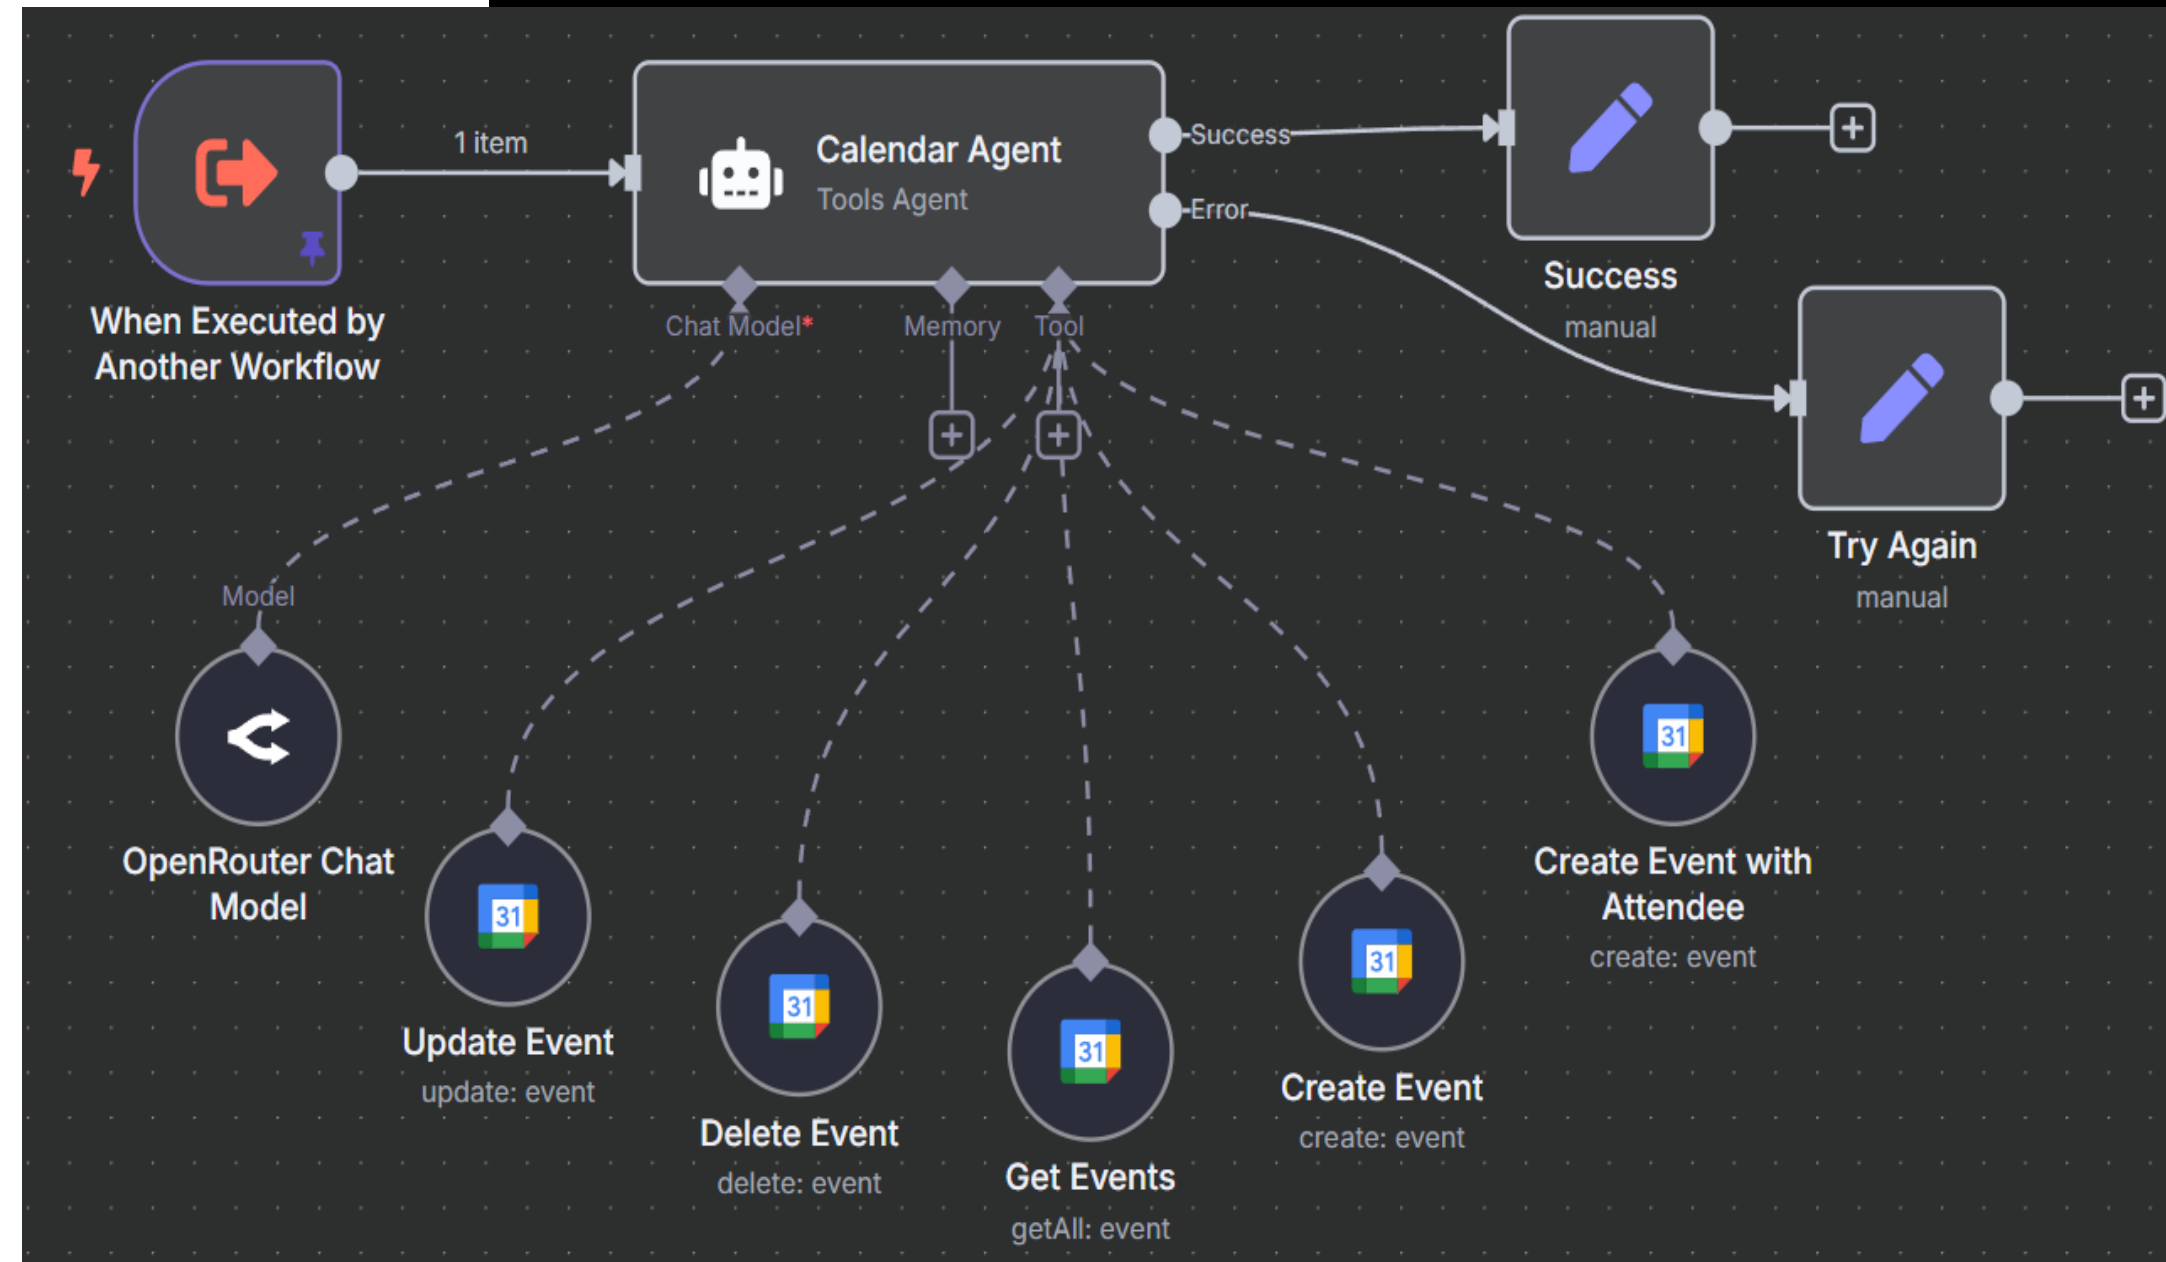 1 item
Calendar Agent
Tools Agent
Success
Error
When Executed by
Another Workflow
Chat Model*
Memory
Tool
Success
manual
Try Again
manual
Model
OpenRouter Chat
Model
31
Update Event
update: event
31
Delete Event
delete: event
31
Get Events
getAll: event
31
Create Event
create: event
31
Create Event with
Attendee
create: event